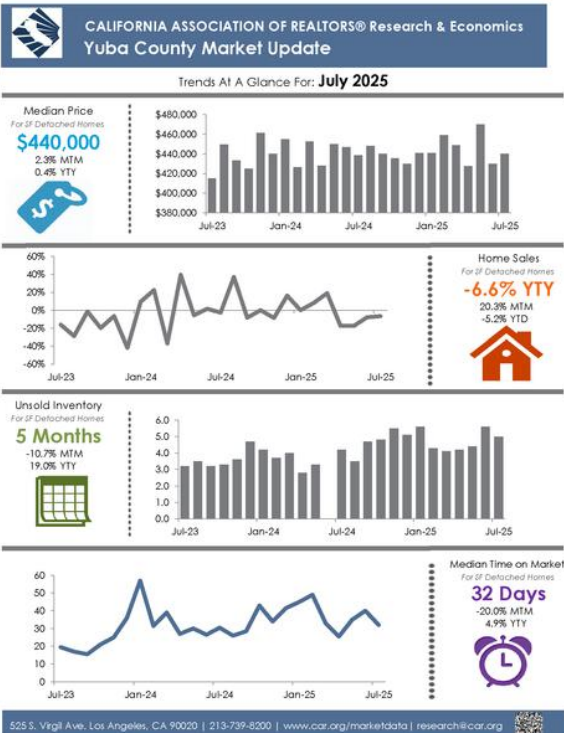 CALIFORNIA ASSOCIATION OF REALTORS® Research & Economics
Yuba County Market Update
Trends At A Glance For: July 2025
Median Price
For SF Detached Homes
$440,000
2.3% MTM
0.4% YTY
$
$480,000
$460,000
$440,000
$420,000
$400,000
$380,000
Jul-23 Jan-24 Jul-24 Jan-25 Jul-25
60%
40%
20%
0%
-20%
-40%
-60%
Jul-23 Jan-24 Jul-24 Jan-25 Jul-25
Home Sales
For SF Detached Homes
-6.6% YTY
20.3% MTM
-5.2% YTD
Unsold Inventory
For SF Detached Homes
5 Months
-10.7% MTM
19.0% YTY
6.0
5.0
4.0
3.0
2.0
1.0
0.0
Jul-23 Jan-24 Jul-24 Jan-25 Jul-25
60
50
40
30
20
10
0
Jul-23 Jan-24 Jul-24 Jan-25 Jul-25
Median Time on Market
For SF Detached Homes
32 Days
-20.0% MTM
4.9% YTY
525 S. Virgil Ave. Los Angeles, CA 90020 | 213-739-8200 | www.car.org/marketdata | research@car.org